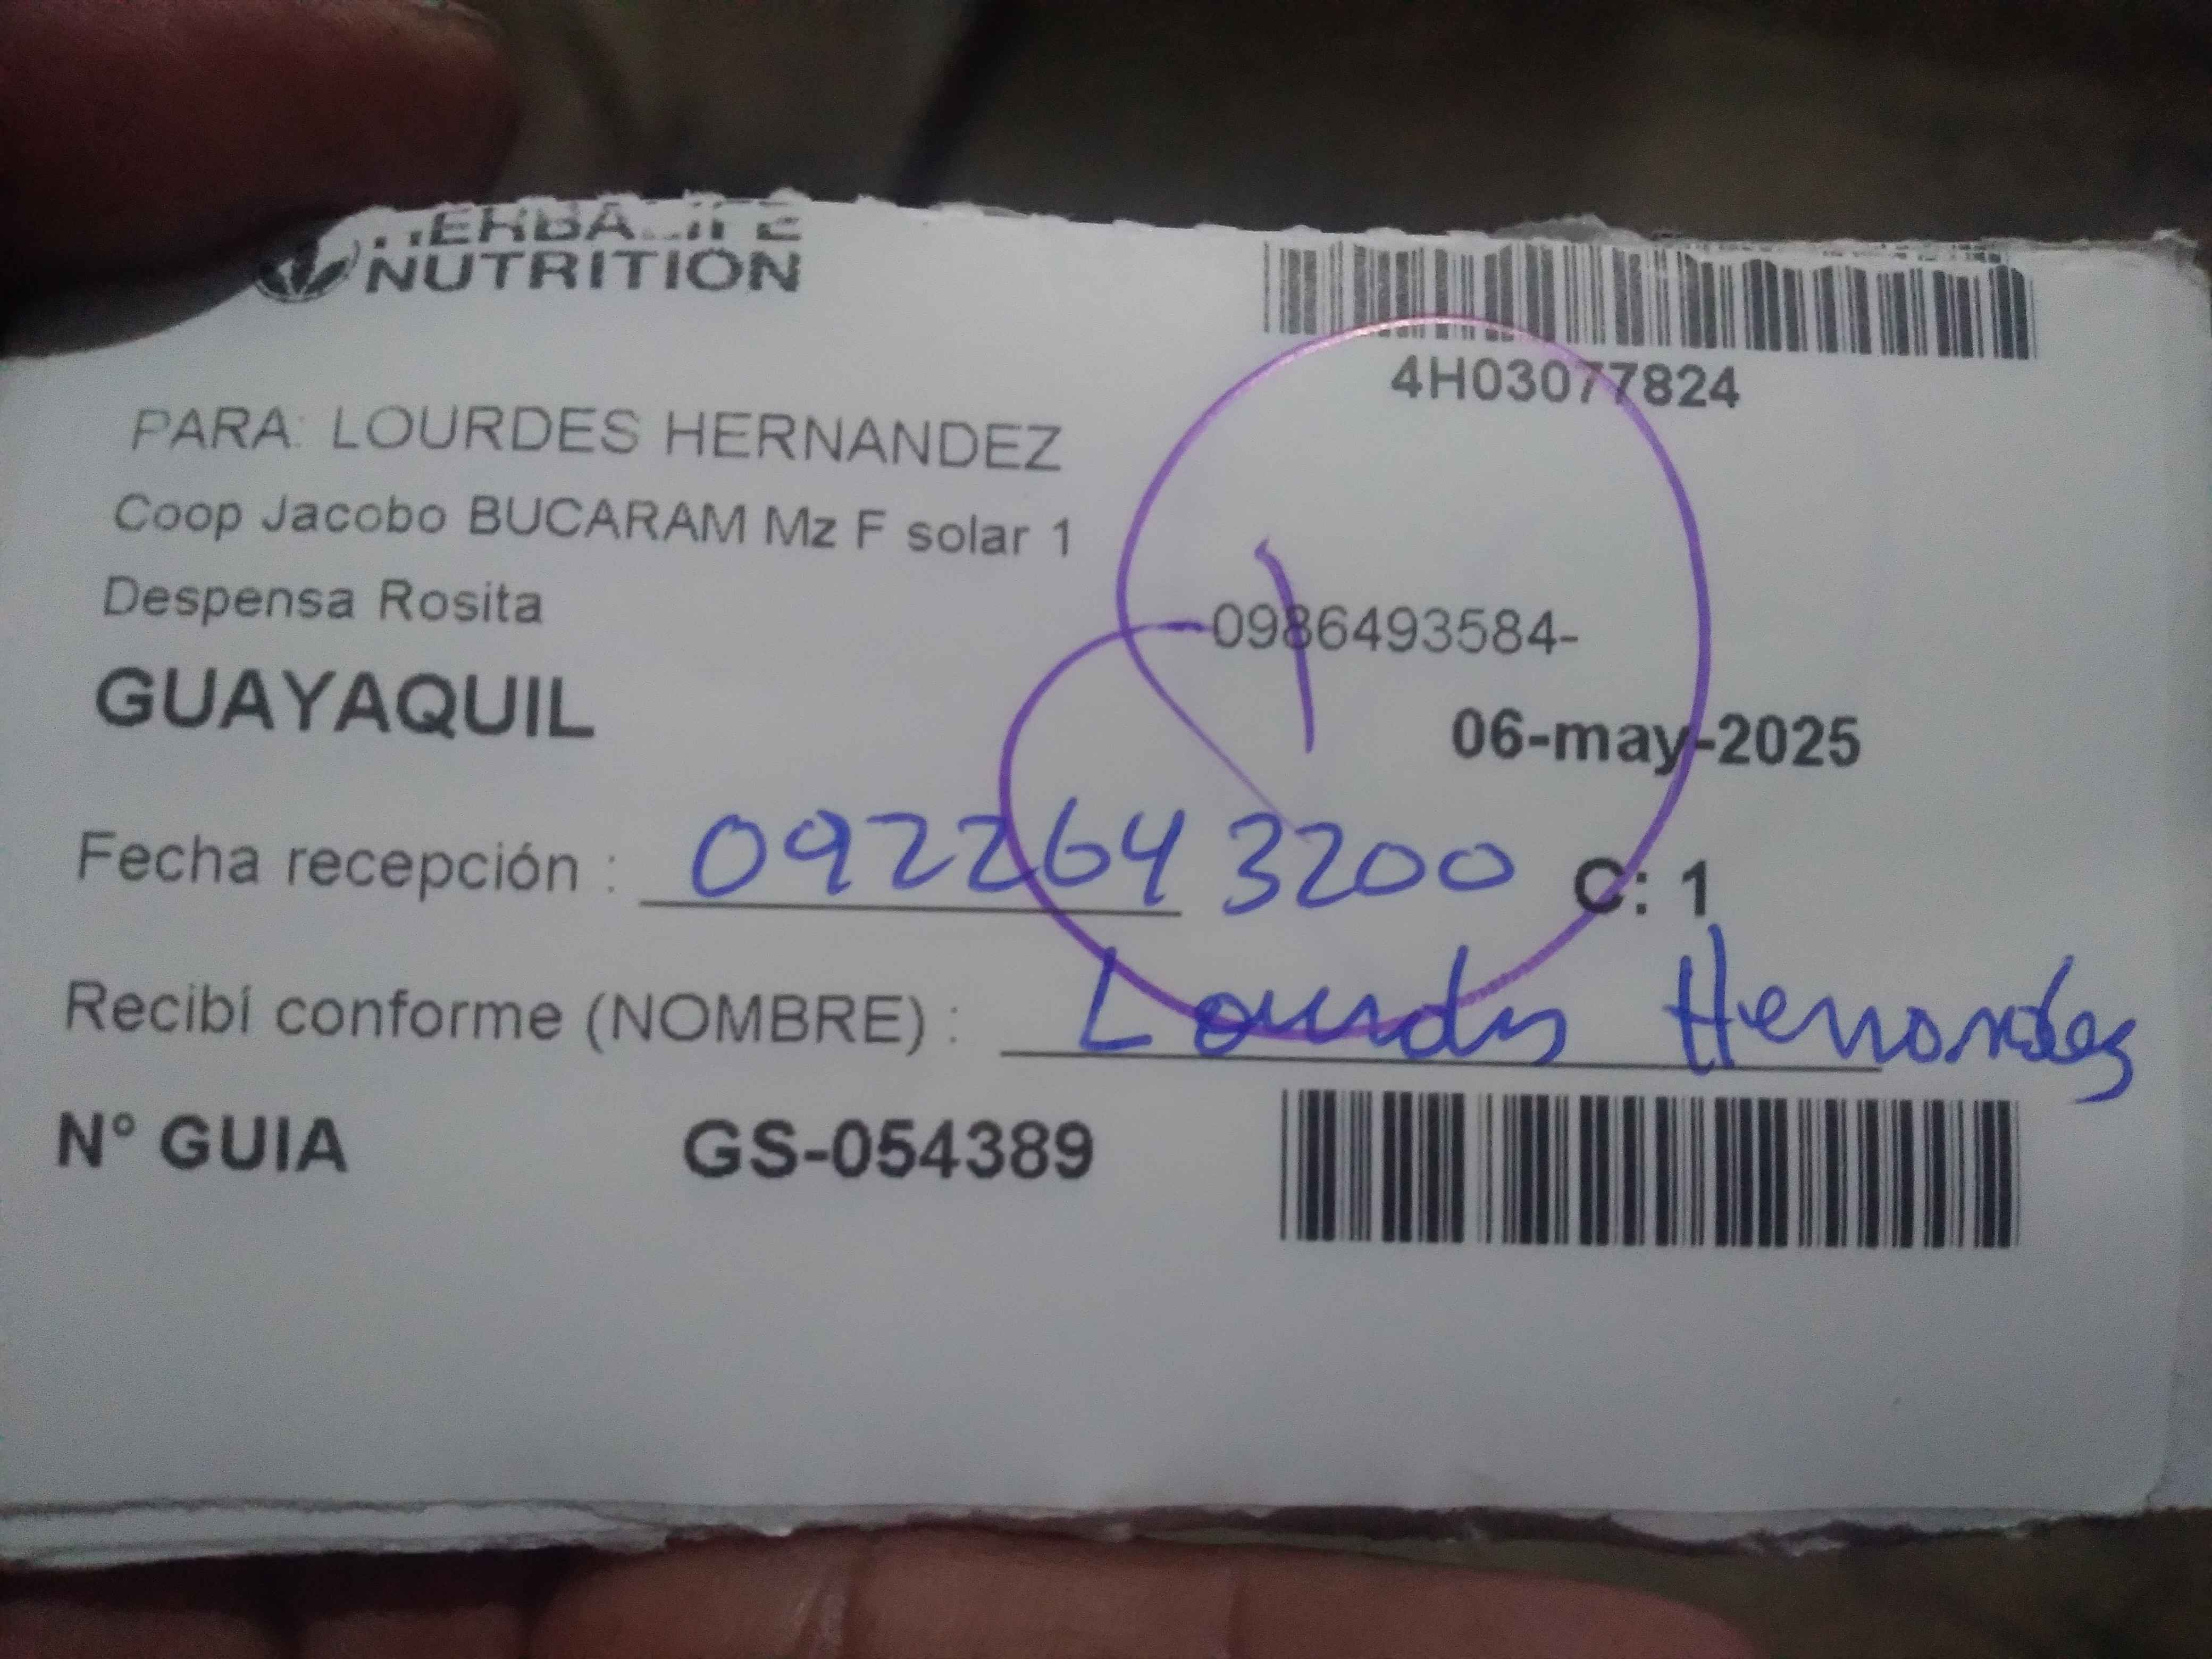 HERBALIFE
NUTRITION
4H03077824
PARA: LOURDES HERNANDEZ
Coop Jacobo BUCARAM Mz F solar 1
Despensa Rosita
-0986493584-
GUAYAQUIL
06-may-2025
Fecha recepción : 0922643200
C: 1
Recibí conforme (NOMBRE) : Lourdes Hernandez
N° GUIA GS-054389